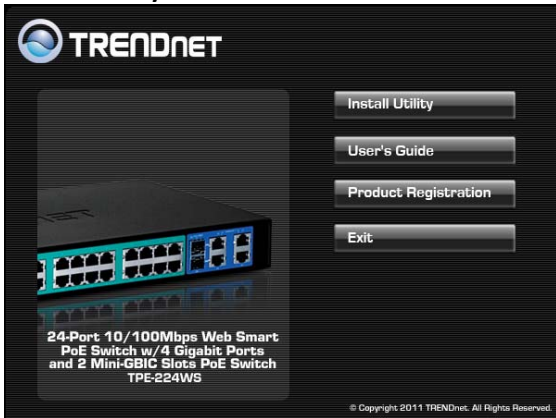 TRENDNET
Install Utility
User's Guide
Product Registration
Exit
24-Port 10/100Mbps Web Smart
PoE Switch w/4 Gigabit Ports
and 2 Mini-GBIC Slots PoE Switch
TPE-224WS
© Copyright 2011 TRENDnet. All Rights Reserved.